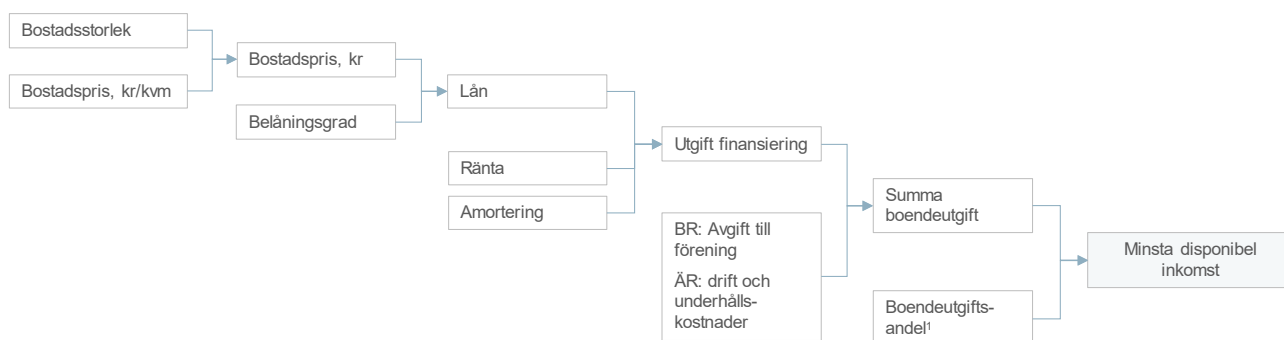 Bostadsstorlek
Bostadspris, kr/kvm
Bostadspris, kr
Belåningsgrad
Lån
Ränta
Amortering
Utgift finansiering
BR: Avgift till
förening
ÄR: drift och
underhålls-
kostnader
Summa
boendeutgift
Boendeutgifts-
andel¹
Minsta disponibel
inkomst